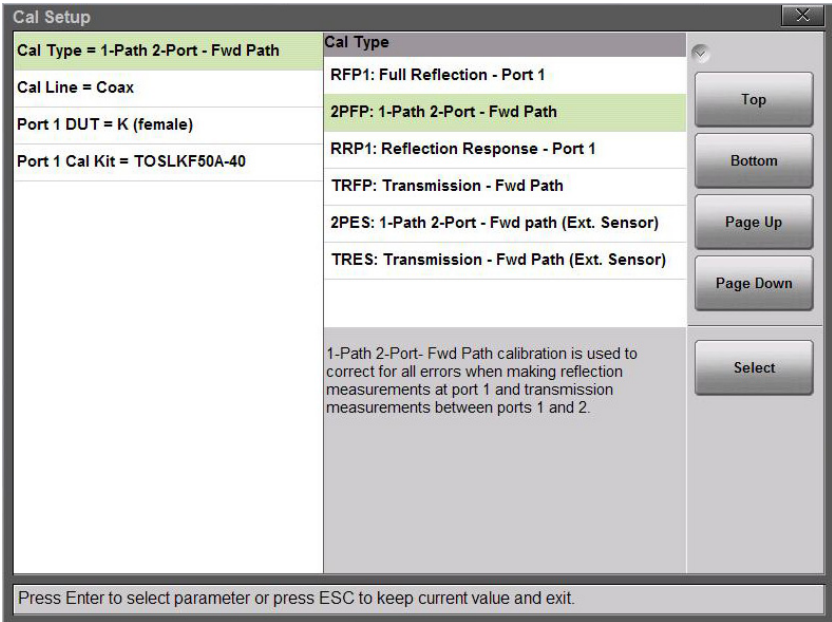 Cal Setup
Cal Type = 1-Path 2-Port - Fwd Path
Cal Line = Coax
Port 1 DUT = K (female)
Port 1 Cal Kit = TOSLKF50A-40
Cal Type
RFP1: Full Reflection - Port 1
2PFP: 1-Path 2-Port - Fwd Path
RRP1: Reflection Response - Port 1
TRFP: Transmission - Fwd Path
2PES: 1-Path 2-Port - Fwd path (Ext. Sensor)
TRES: Transmission - Fwd Path (Ext. Sensor)
1-Path 2-Port- Fwd Path calibration is used to
correct for all errors when making reflection
measurements at port 1 and transmission
measurements between ports 1 and 2.
Top
Bottom
Page Up
Page Down
Select
Press Enter to select parameter or press ESC to keep current value and exit.